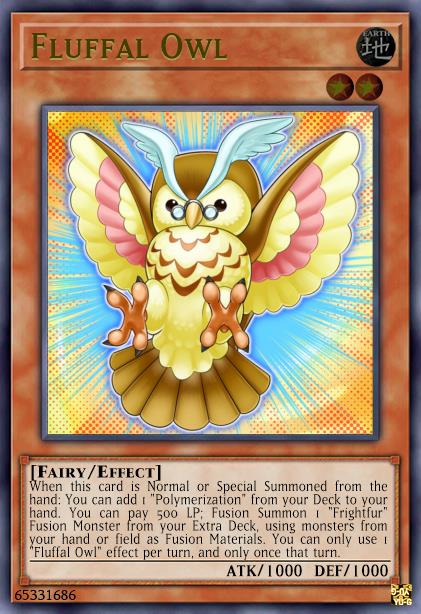 Fluffal Owl
EARTH
地
[Fairy/Effect]
When this card is Normal or Special Summoned from the
hand: You can add 1 "Polymerization" from your Deck to your
hand. You can pay 500 LP; Fusion Summon 1 "Frightfur"
Fusion Monster from your Extra Deck, using monsters from
your hand or field as Fusion Materials. You can only use 1
"Fluffal Owl" effect per turn, and only once that turn.
ATK/1000 DEF/1000
65331686